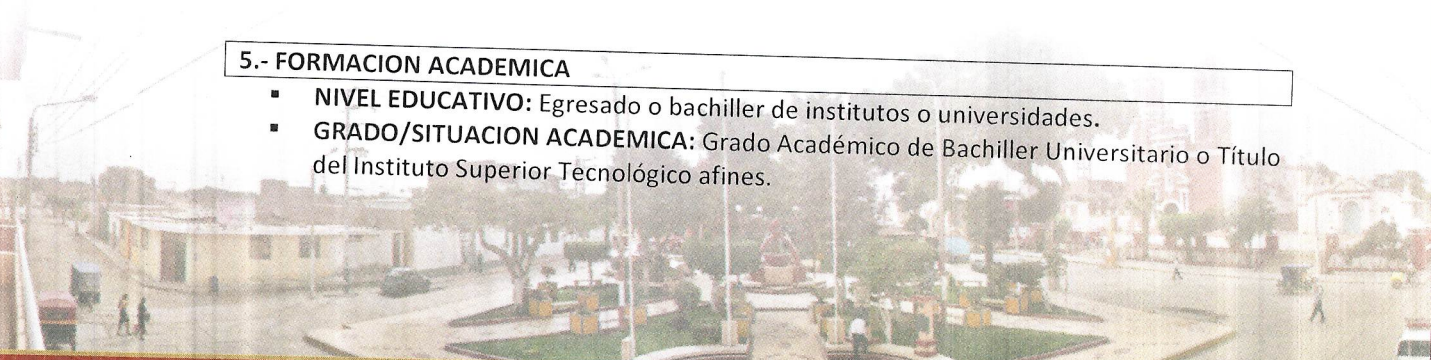 5.- FORMACION ACADEMICA
▪ NIVEL EDUCATIVO: Egresado o bachiller de institutos o universidades.
▪ GRADO/SITUACION ACADEMICA: Grado Académico de Bachiller Universitario o Título
del Instituto Superior Tecnológico afines.